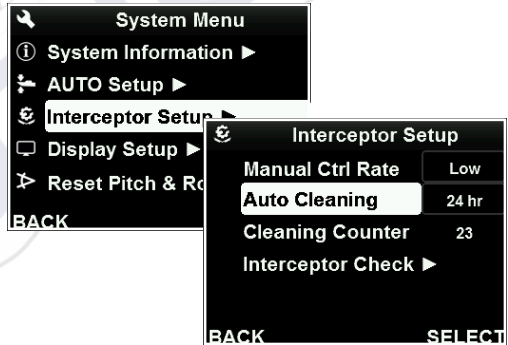 System Menu
System Information ►
AUTO Setup ►
Interceptor Setup ►
Display Setup ►
Reset Pitch &
BACK
Interceptor Setup
Manual Ctrl Rate Low
Auto Cleaning 24 hr
Cleaning Counter 23
Interceptor Check ►
BACK SELECT